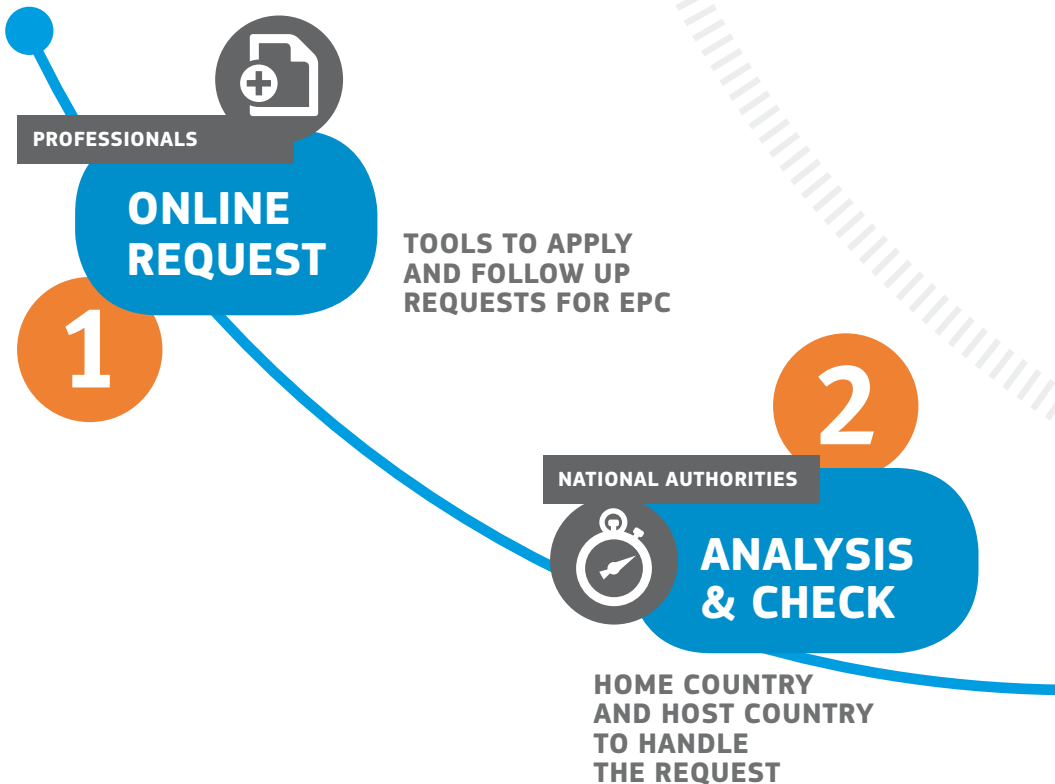 PROFESSIONALS
ONLINE
REQUEST
1
TOOLS TO APPLY
AND FOLLOW UP
REQUESTS FOR EPC
2
NATIONAL AUTHORITIES
ANALYSIS
& CHECK
HOME COUNTRY
AND HOST COUNTRY
TO HANDLE
THE REQUEST